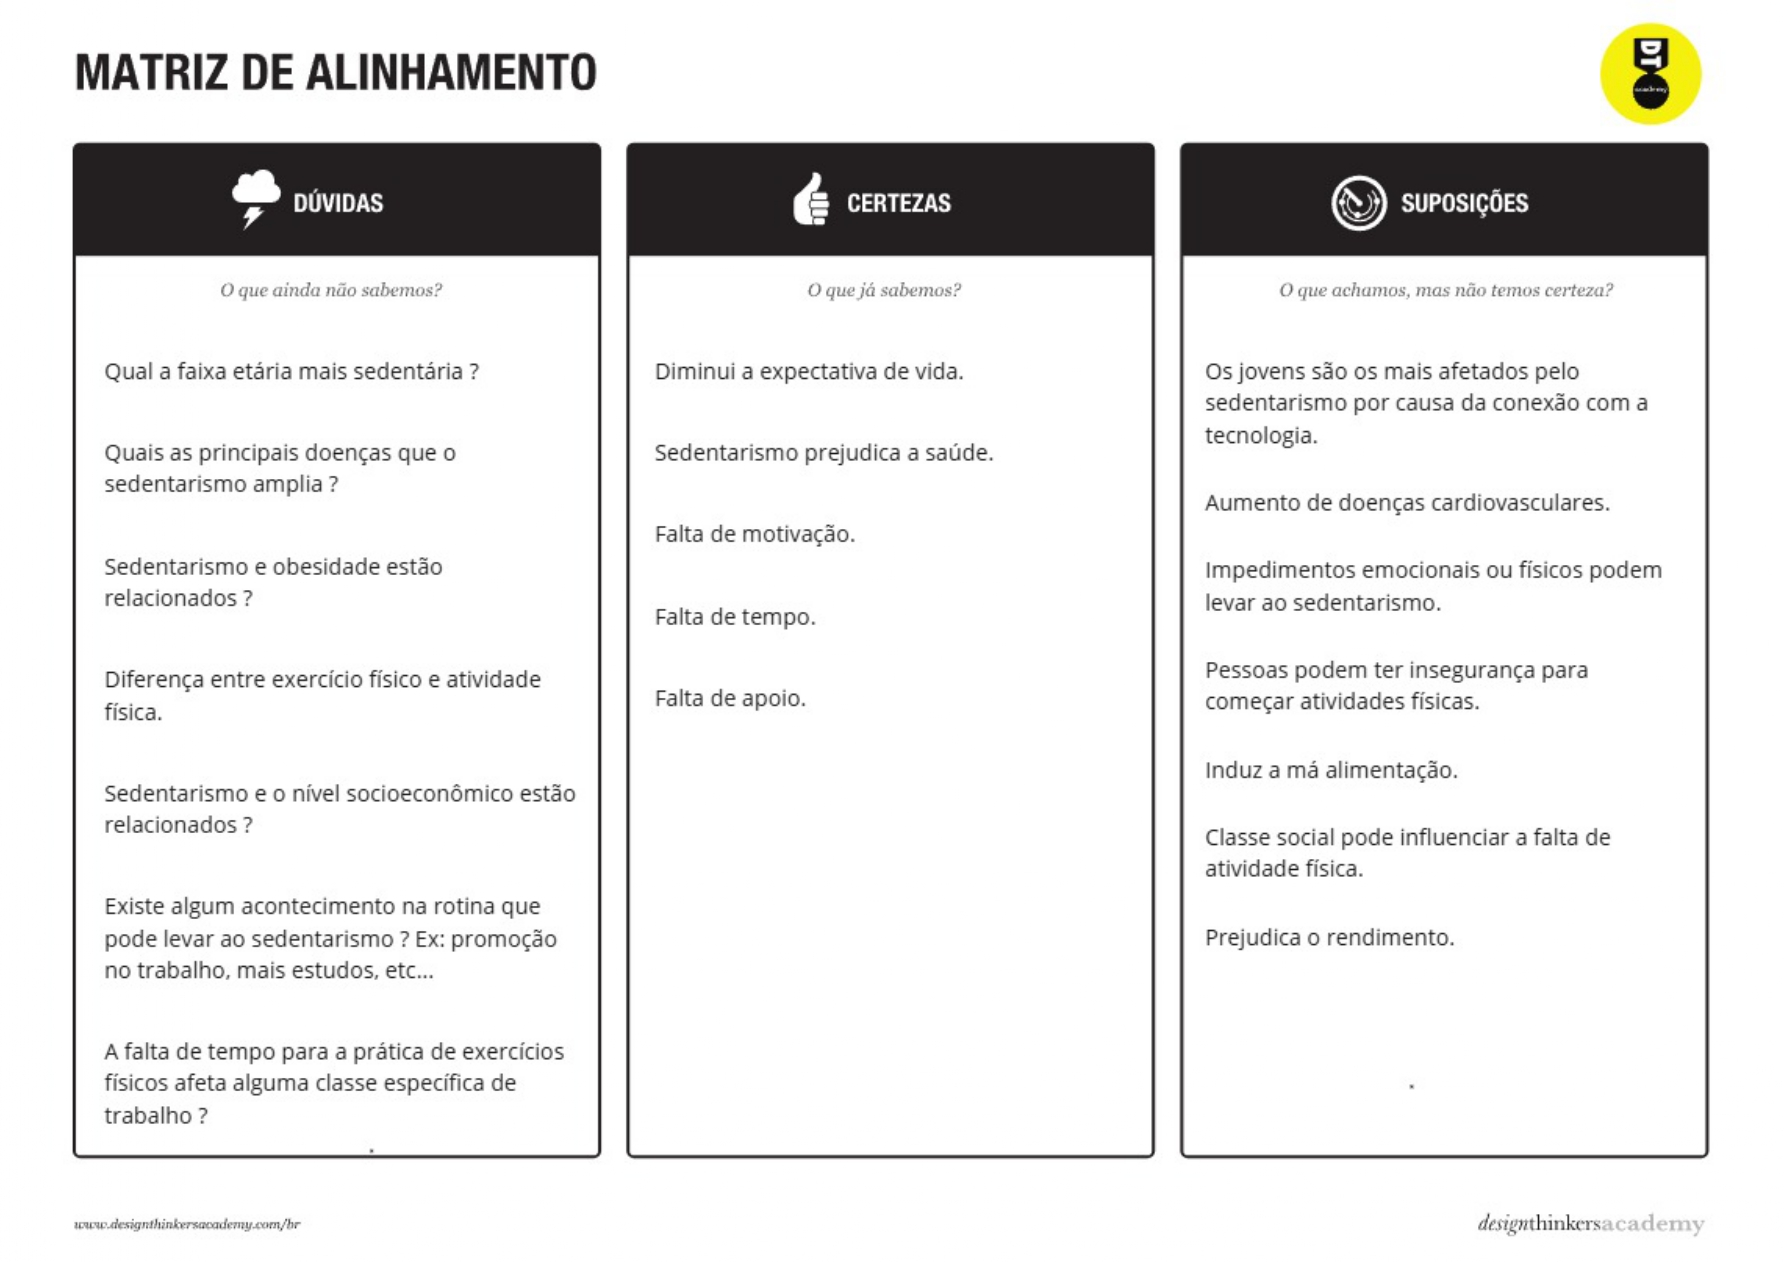 MATRIZ DE ALINHAMENTO
DT
academy
DÚVIDAS
O que ainda não sabemos?
Qual a faixa etária mais sedentária ?
Quais as principais doenças que o
sedentarismo amplia ?
Sedentarismo e obesidade estão
relacionados ?
Diferença entre exercício físico e atividade
física.
Sedentarismo e o nível socioeconômico estão
relacionados ?
Existe algum acontecimento na rotina que
pode levar ao sedentarismo ? Ex: promoção
no trabalho, mais estudos, etc...
A falta de tempo para a prática de exercícios
físicos afeta alguma classe específica de
trabalho ?
CERTEZAS
O que já sabemos?
Diminui a expectativa de vida.
Sedentarismo prejudica a saúde.
Falta de motivação.
Falta de tempo.
Falta de apoio.
SUPOSIÇÕES
O que achamos, mas não temos certeza?
Os jovens são os mais afetados pelo
sedentarismo por causa da conexão com a
tecnologia.
Aumento de doenças cardiovasculares.
Impedimentos emocionais ou físicos podem
levar ao sedentarismo.
Pessoas podem ter insegurança para
começar atividades físicas.
Induz a má alimentação.
Classe social pode influenciar a falta de
atividade física.
Prejudica o rendimento.
www.designthinkersacademy.com/br
designthinkersacademy